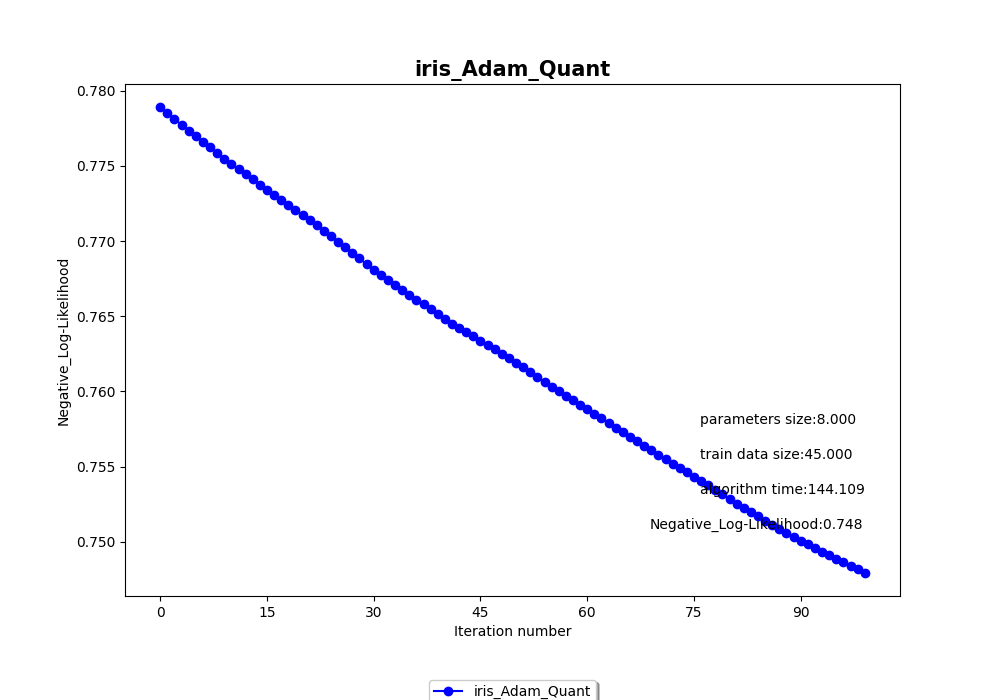 iris_Adam_Quant
0.780
0.775
0.770
0.765
0.760
0.755
0.750
Negative_Log-Likelihood
parameters size:8.000
train data size:45.000
algorithm time:144.109
Negative_Log-Likelihood:0.748
0 15 30 45 60 75 90
Iteration number
iris_Adam_Quant